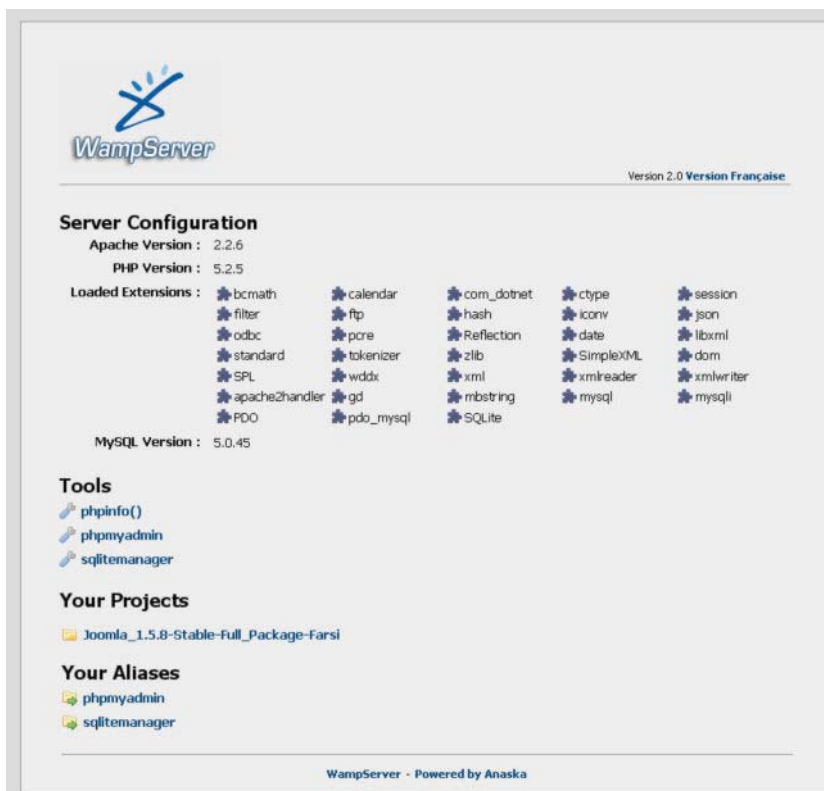 WampServer
Version 2.0 Version Française
Server Configuration
Apache Version : 2.2.6
PHP Version : 5.2.5
Loaded Extensions : bcmath calendar com_dotnet ctype session
filter ftp hash iconv json
odbc pcre Reflection date libxml
standard tokenizer zlib SimpleXML dom
SPL wddx xml xmlreader xmlwriter
apache2handler gd mbstring mysql mysqli
PDO pdo_mysql SQLite
MySQL Version : 5.0.45
Tools
phpinfo()
phpmyadmin
sqlitemanager
Your Projects
Joomla_1.5.8-Stable-Full_Package-Farsi
Your Aliases
phpmyadmin
sqlitemanager
WampServer - Powered by Anaska